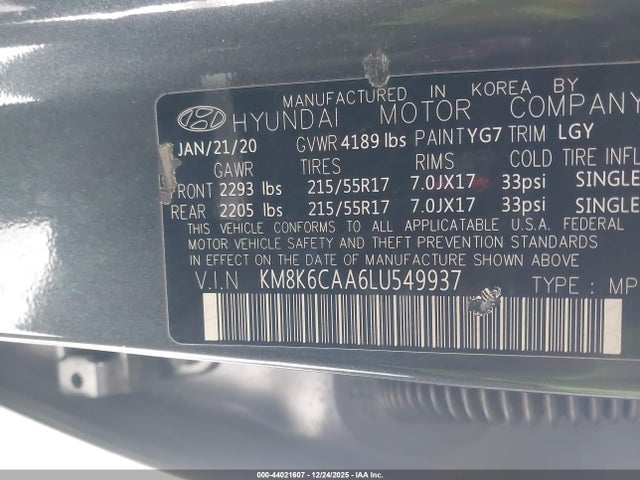 MANUFACTURED IN KOREA BY
HYUNDAI MOTOR COMPANY
JAN/21/20 GVWR 4189 lbs PAINT YG7 TRIM LGY
GAWR TIRES RIMS COLD TIRE INFL
FRONT 2293 lbs 215/55R17 7.0JX17 33psi SINGLE
REAR 2205 lbs 215/55R17 7.0JX17 33psi SINGLE
THIS VEHICLE CONFORMS TO ALL APPLICATABLE U.S.A. FEDERAL
MOTOR VEHICLE SAFETY CAND THEFT PREVENTION STANDARDS
IN EFFECT ON THE DATE OF MANUFACTURE SHOWN ABOVE.
V.I.N KM8K6CAA6LU549937 TYPE : MP
000-44021607 - 12/24/2025 - IAA Inc.